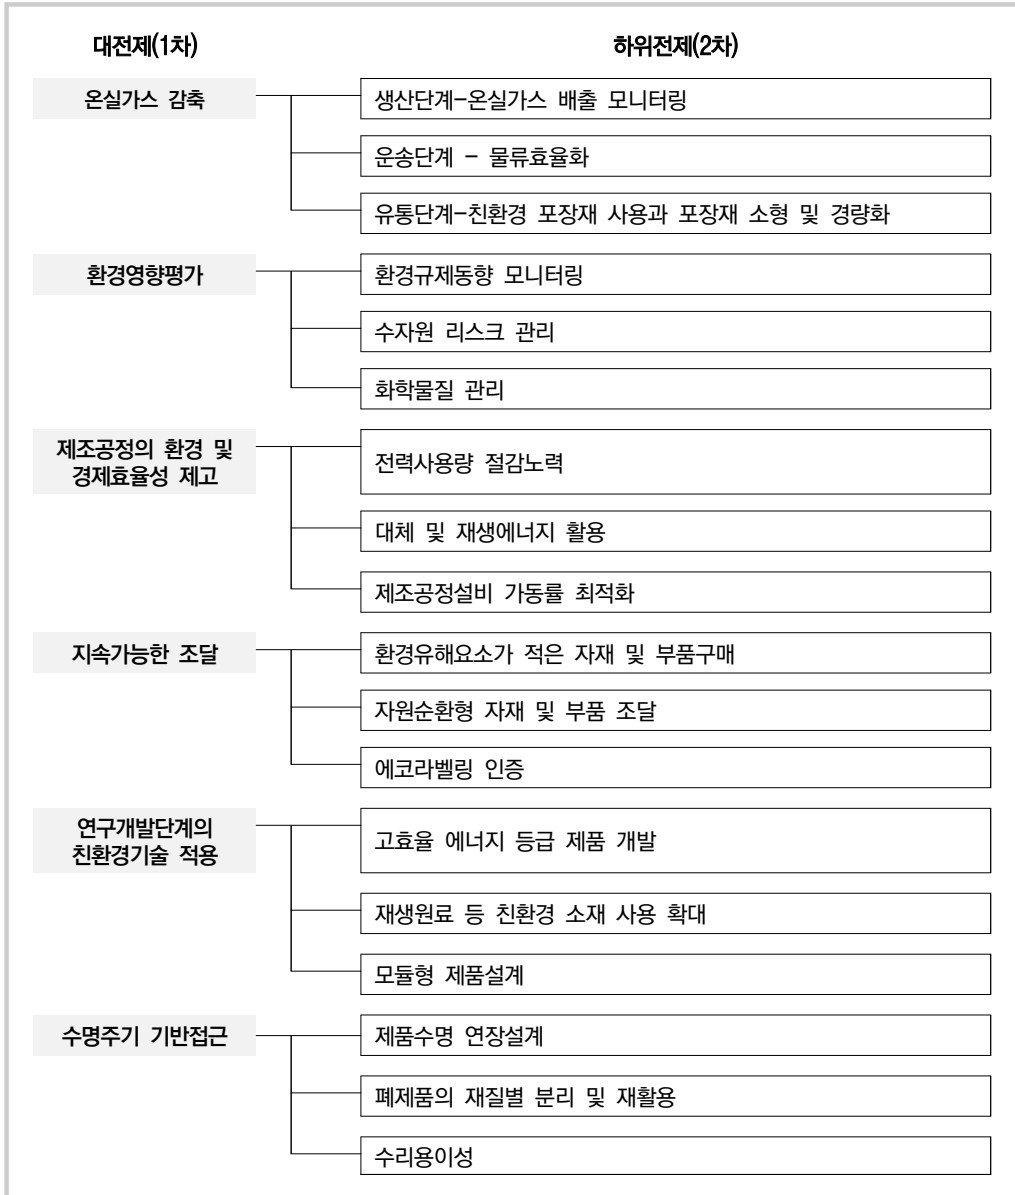 대전제(1차) 하위전제(2차)
온실가스 감축
생산단계-온실가스 배출 모니터링
운송단계 - 물류효율화
유통단계-친환경 포장재 사용과 포장재 소형 및 경량화
환경영향평가
환경규제동향 모니터링
수자원 리스크 관리
화학물질 관리
제조공정의 환경 및
경제효율성 제고
전력사용량 절감노력
대체 및 재생에너지 활용
제조공정설비 가동률 최적화
지속가능한 조달
환경유해요소가 적은 자재 및 부품구매
자원순환형 자재 및 부품 조달
에코라벨링 인증
연구개발단계의
친환경기술 적용
고효율 에너지 등급 제품 개발
재생원료 등 친환경 소재 사용 확대
모듈형 제품설계
수명주기 기반접근
제품수명 연장설계
폐제품의 재질별 분리 및 재활용
수리용이성